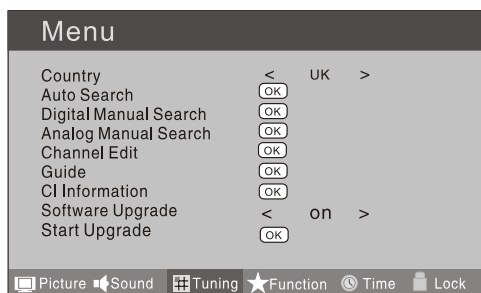 Menu
Country < UK >
Auto Search OK
Digital Manual Search OK
Analog Manual Search OK
Channel Edit OK
Guide OK
CI Information OK
Software Upgrade < on >
Start Upgrade OK
Picture Sound Tuning Function Time Lock